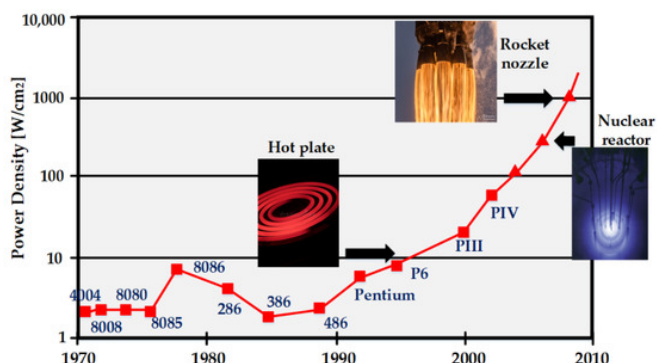 10,000
1000
100
10
1
Power Density [W/cm2]
Rocket
nozzle
Nuclear
reactor
Hot plate
4004
8008
8080
8085
8086
286
386
486
Pentium
P6
PIII
PIV
1970
1980
1990
2000
2010